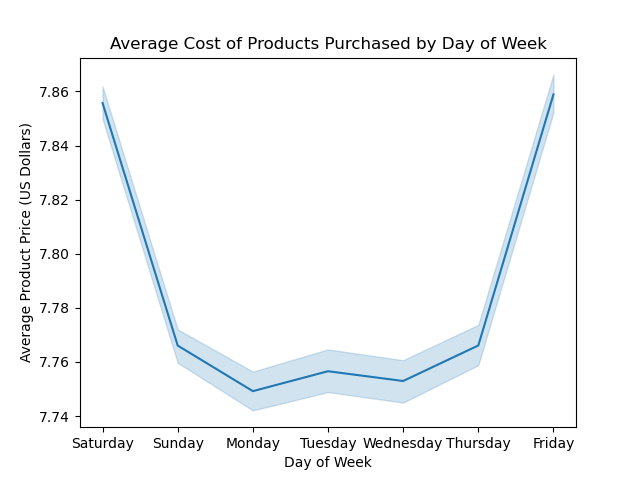 Average Cost of Products Purchased by Day of Week
Average Product Price (US Dollars)
7.86
7.84
7.82
7.80
7.78
7.76
7.74
Saturday Sunday Monday Tuesday Wednesday Thursday Friday
Day of Week